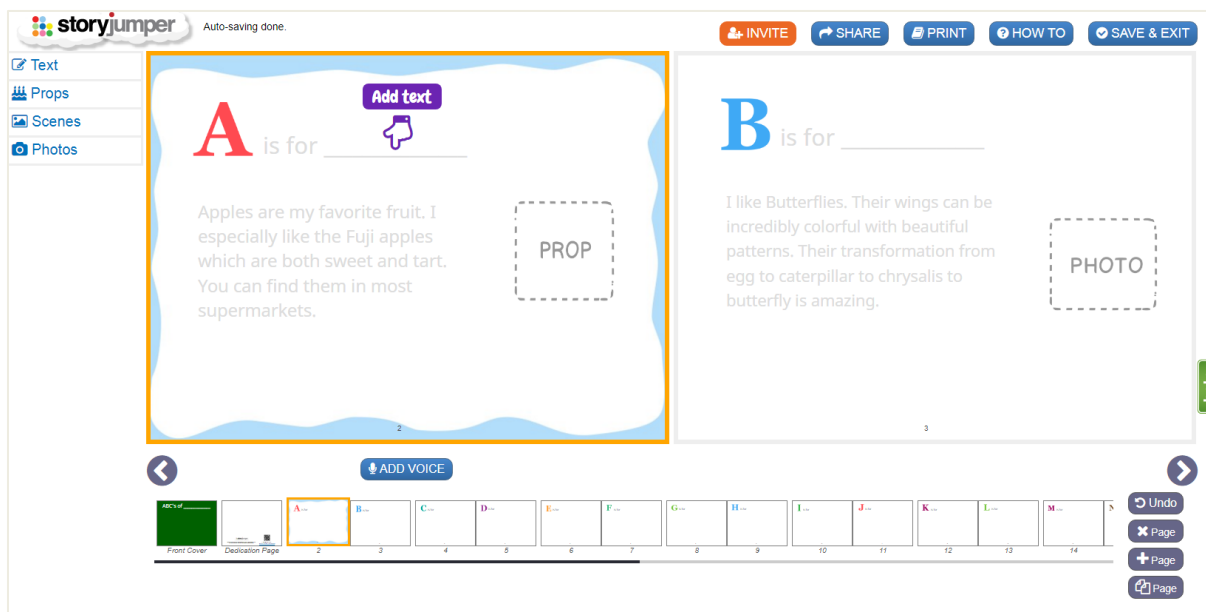 storyjumper
Auto-saving done.
INVITE
SHARE
PRINT
HOW TO
SAVE & EXIT
Text
Props
Scenes
Photos
Add text
A is for ____________
Apples are my favorite fruit. I
especially like the Fuji apples
which are both sweet and tart.
You can find them in most
supermarkets.
PROP
2
B is for ____________
I like Butterflies. Their wings can be
incredibly colorful with beautiful
patterns. Their transformation from
egg to caterpillar to chrysalis to
butterfly is amazing.
PHOTO
3
ADD VOICE
ABC's of ______
A
B
C
D
E
F
G
H
I
J
K
L
M
N
Front Cover
Dedication Page
2
3
4
5
6
7
8
9
10
11
12
13
14
Undo
Page
Page
Page